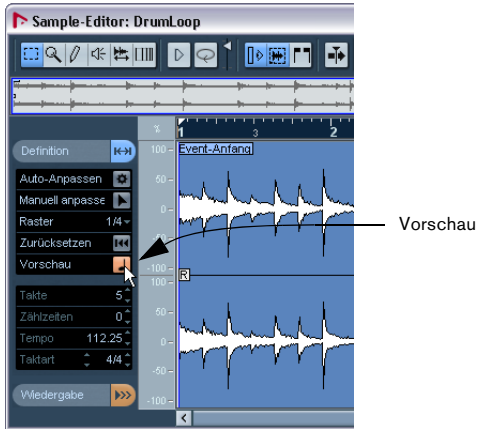 Sample-Editor: DrumLoop
%
1 3 2
Definition
100
Event-Anfang
Auto-Anpassen
50
Manuell anpasse
Raster 1/4
0
Zurücksetzen
Vorschau
Vorschau
-100
R
100
Takte 5
50
Zählzeiten 0
Tempo 112.25
0
Taktart 4/4
-50
Wiedergabe
-100